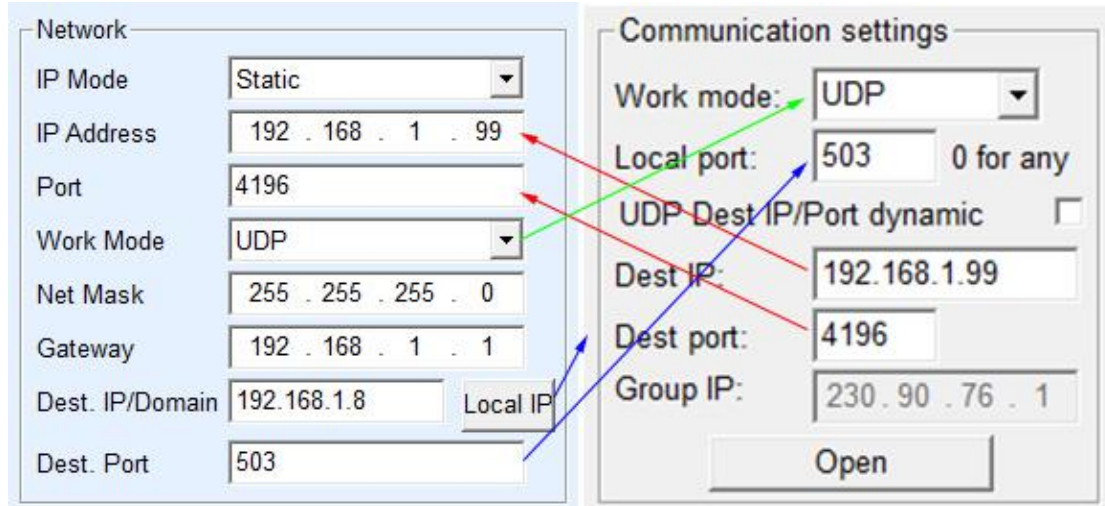 Network
IP Mode Static
IP Address 192 . 168 . 1 . 99
Port 4196
Work Mode UDP
Net Mask 255 . 255 . 255 . 0
Gateway 192 . 168 . 1 . 1
Dest. IP/Domain 192.168.1.8 Local IP
Dest. Port 503
Communication settings
Work mode: UDP
Local port: 503 0 for any
UDP Dest IP/Port dynamic
Dest IP: 192.168.1.99
Dest port: 4196
Group IP: 230 . 90 . 76 . 1
Open